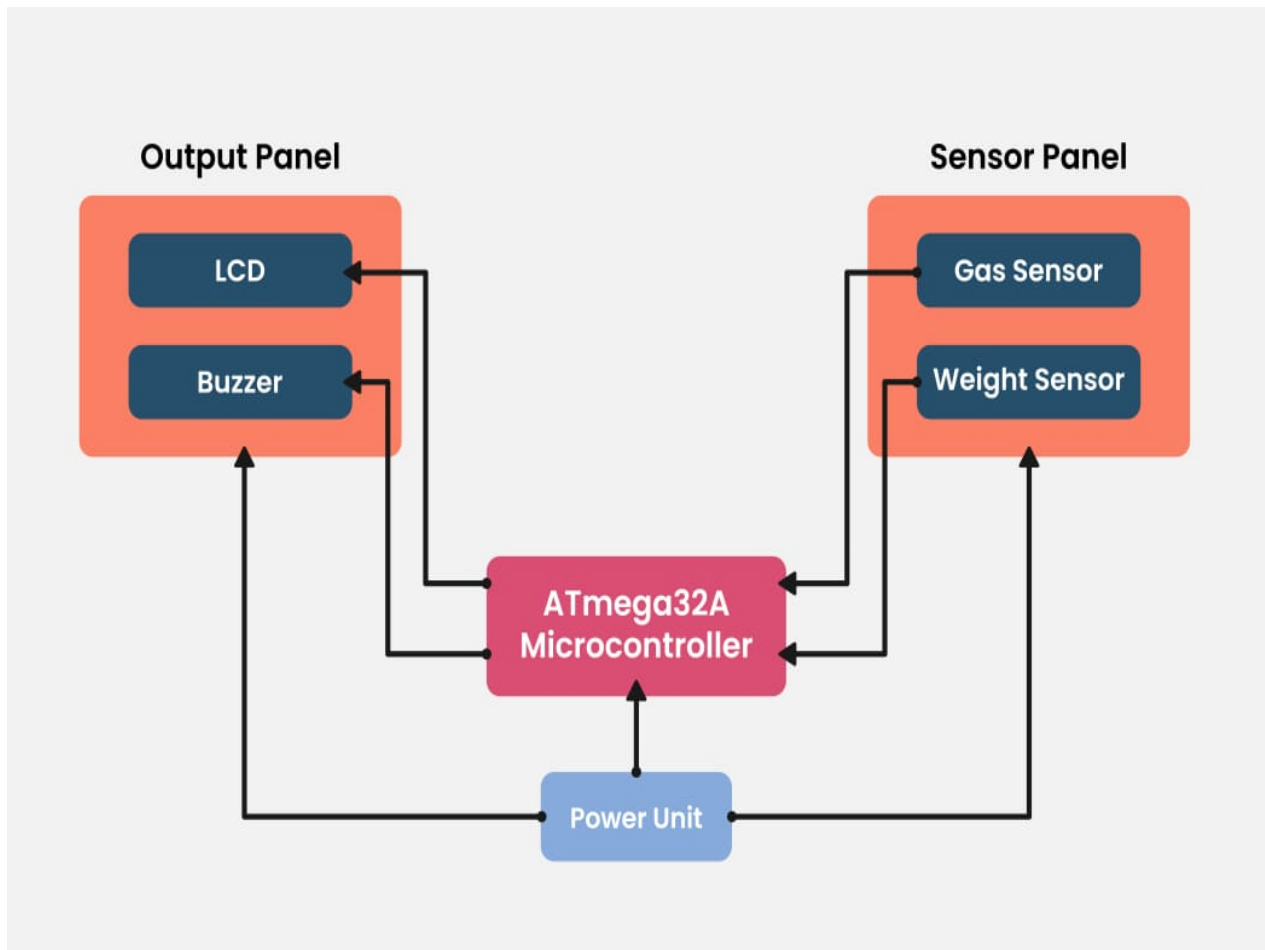 Output Panel
Sensor Panel
LCD
Gas Sensor
Buzzer
Weight Sensor
ATmega32A
Microcontroller
Power Unit